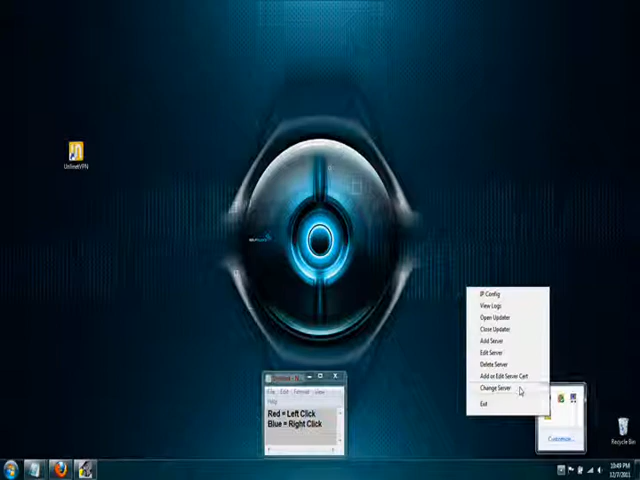 UnlimitVPN
IP Config
View Logs
Open Updater
Close Updater
Add Server
Edit Server
Delete Server
Add or Edit Server Cert
Change Server
Exit
Customize...
Recycle Bin
File Edit Format View
Help
Red = Left Click
Blue = Right Click
10:49 PM
12/7/2011